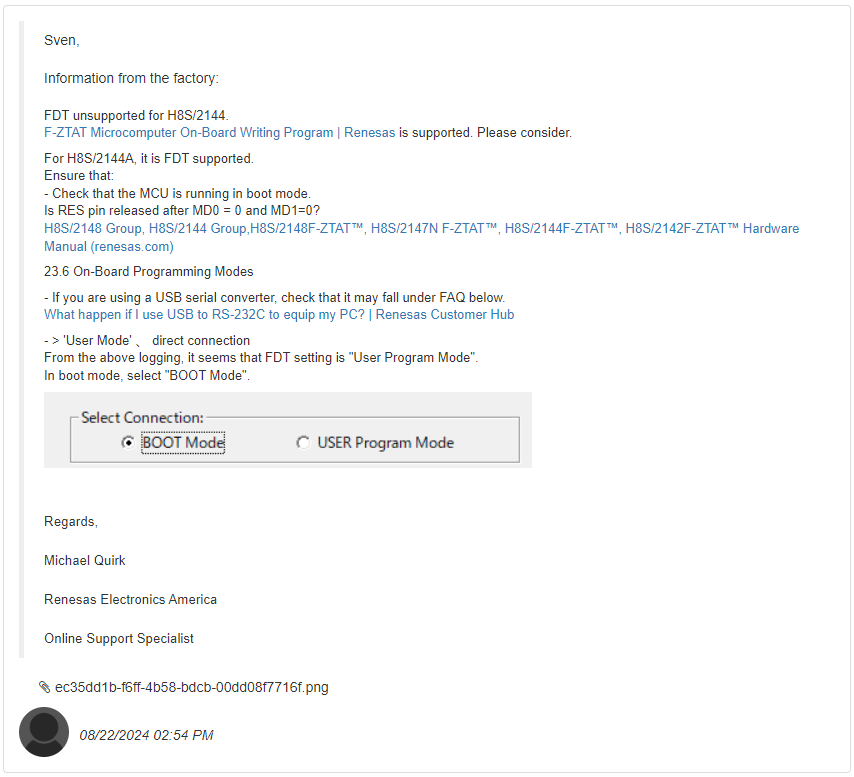 Sven,
Information from the factory:
FDT unsupported for H8S/2144.
F-ZTAT Microcomputer On-Board Writing Program | Renesas is supported. Please consider.
For H8S/2144A, it is FDT supported.
Ensure that:
- Check that the MCU is running in boot mode.
Is RES pin released after MD0 = 0 and MD1=0?
H8S/2148 Group, H8S/2144 Group,H8S/2148F-ZTAT™, H8S/2147N F-ZTAT™, H8S/2144F-ZTAT™, H8S/2142F-ZTAT™ Hardware
Manual (renesas.com)
23.6 On-Board Programming Modes
- If you are using a USB serial converter, check that it may fall under FAQ below.
What happen if I use USB to RS-232C to equip my PC? | Renesas Customer Hub
- > 'User Mode' 、 direct connection
From the above logging, it seems that FDT setting is "User Program Mode".
In boot mode, select "BOOT Mode".
Select Connection:
BOOT Mode USER Program Mode
Regards,
Michael Quirk
Renesas Electronics America
Online Support Specialist
ec35dd1b-f6ff-4b58-bdcb-00dd08f7716f.png
08/22/2024 02:54 PM